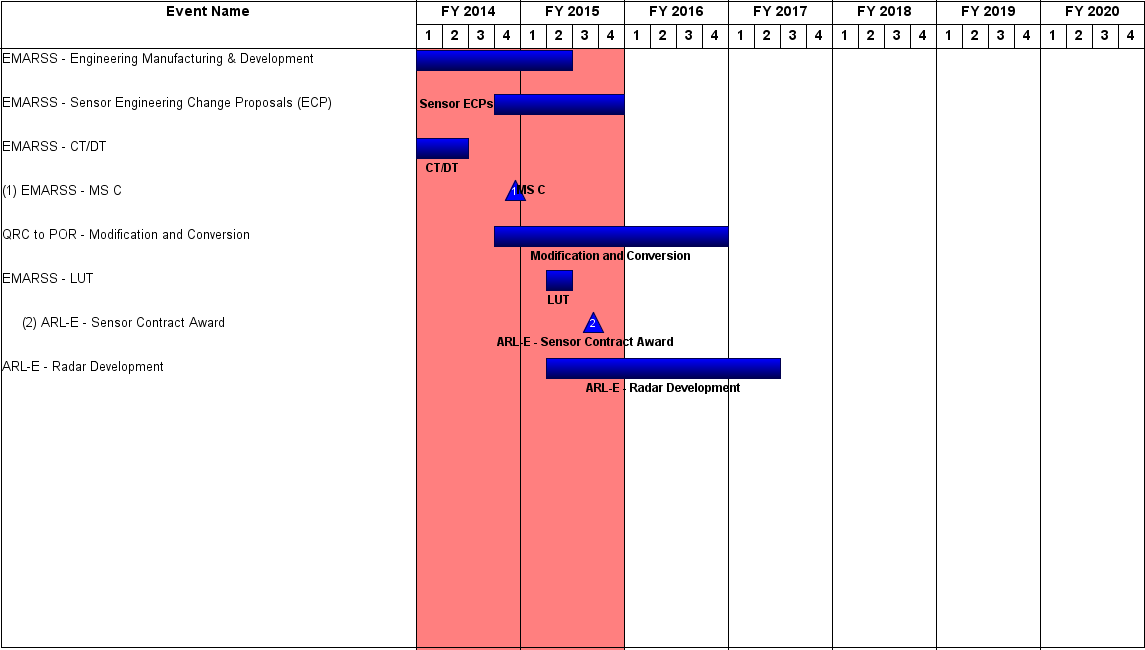 Event Name FY 2014 FY 2015 FY 2016 FY 2017 FY 2018 FY 2019 FY 2020
1 2 3 4 1 2 3 4 1 2 3 4 1 2 3 4 1 2 3 4 1 2 3 4 1 2 3 4
EMARSS - Engineering Manufacturing & Development
EMARSS - Sensor Engineering Change Proposals (ECP) Sensor ECPs
EMARSS - CT/DT
CT/DT
(1) EMARSS - MS C 1 MS C
QRC to POR - Modification and Conversion
Modification and Conversion
EMARSS - LUT
LUT
(2) ARL-E - Sensor Contract Award 2
ARL-E - Sensor Contract Award
ARL-E - Radar Development
ARL-E - Radar Development